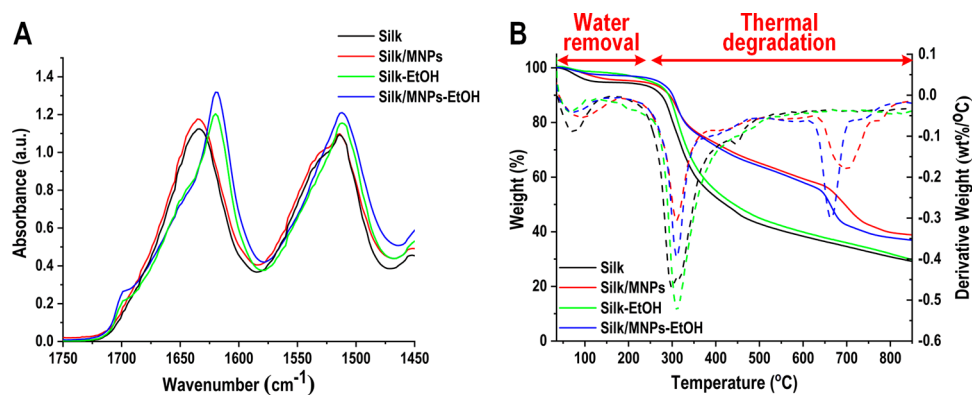 A
Silk
Silk/MNPs
Silk-EtOH
Silk/MNPs-EtOH
1.4
1.2
1.0
0.8
0.6
0.4
0.2
0.0
Absorbance (a.u.)
1750 1700 1650 1600 1550 1500 1450
Wavenumber (cm-1)
B
Water removal
Thermal degradation
100
80
60
40
20
0
Weight (%)
0.1
0.0
-0.1
-0.2
-0.3
-0.4
-0.5
-0.6
Derivative Weight (wt%/ºC)
Silk
Silk/MNPs
Silk-EtOH
Silk/MNPs-EtOH
100 200 300 400 500 600 700 800
Temperature (ºC)